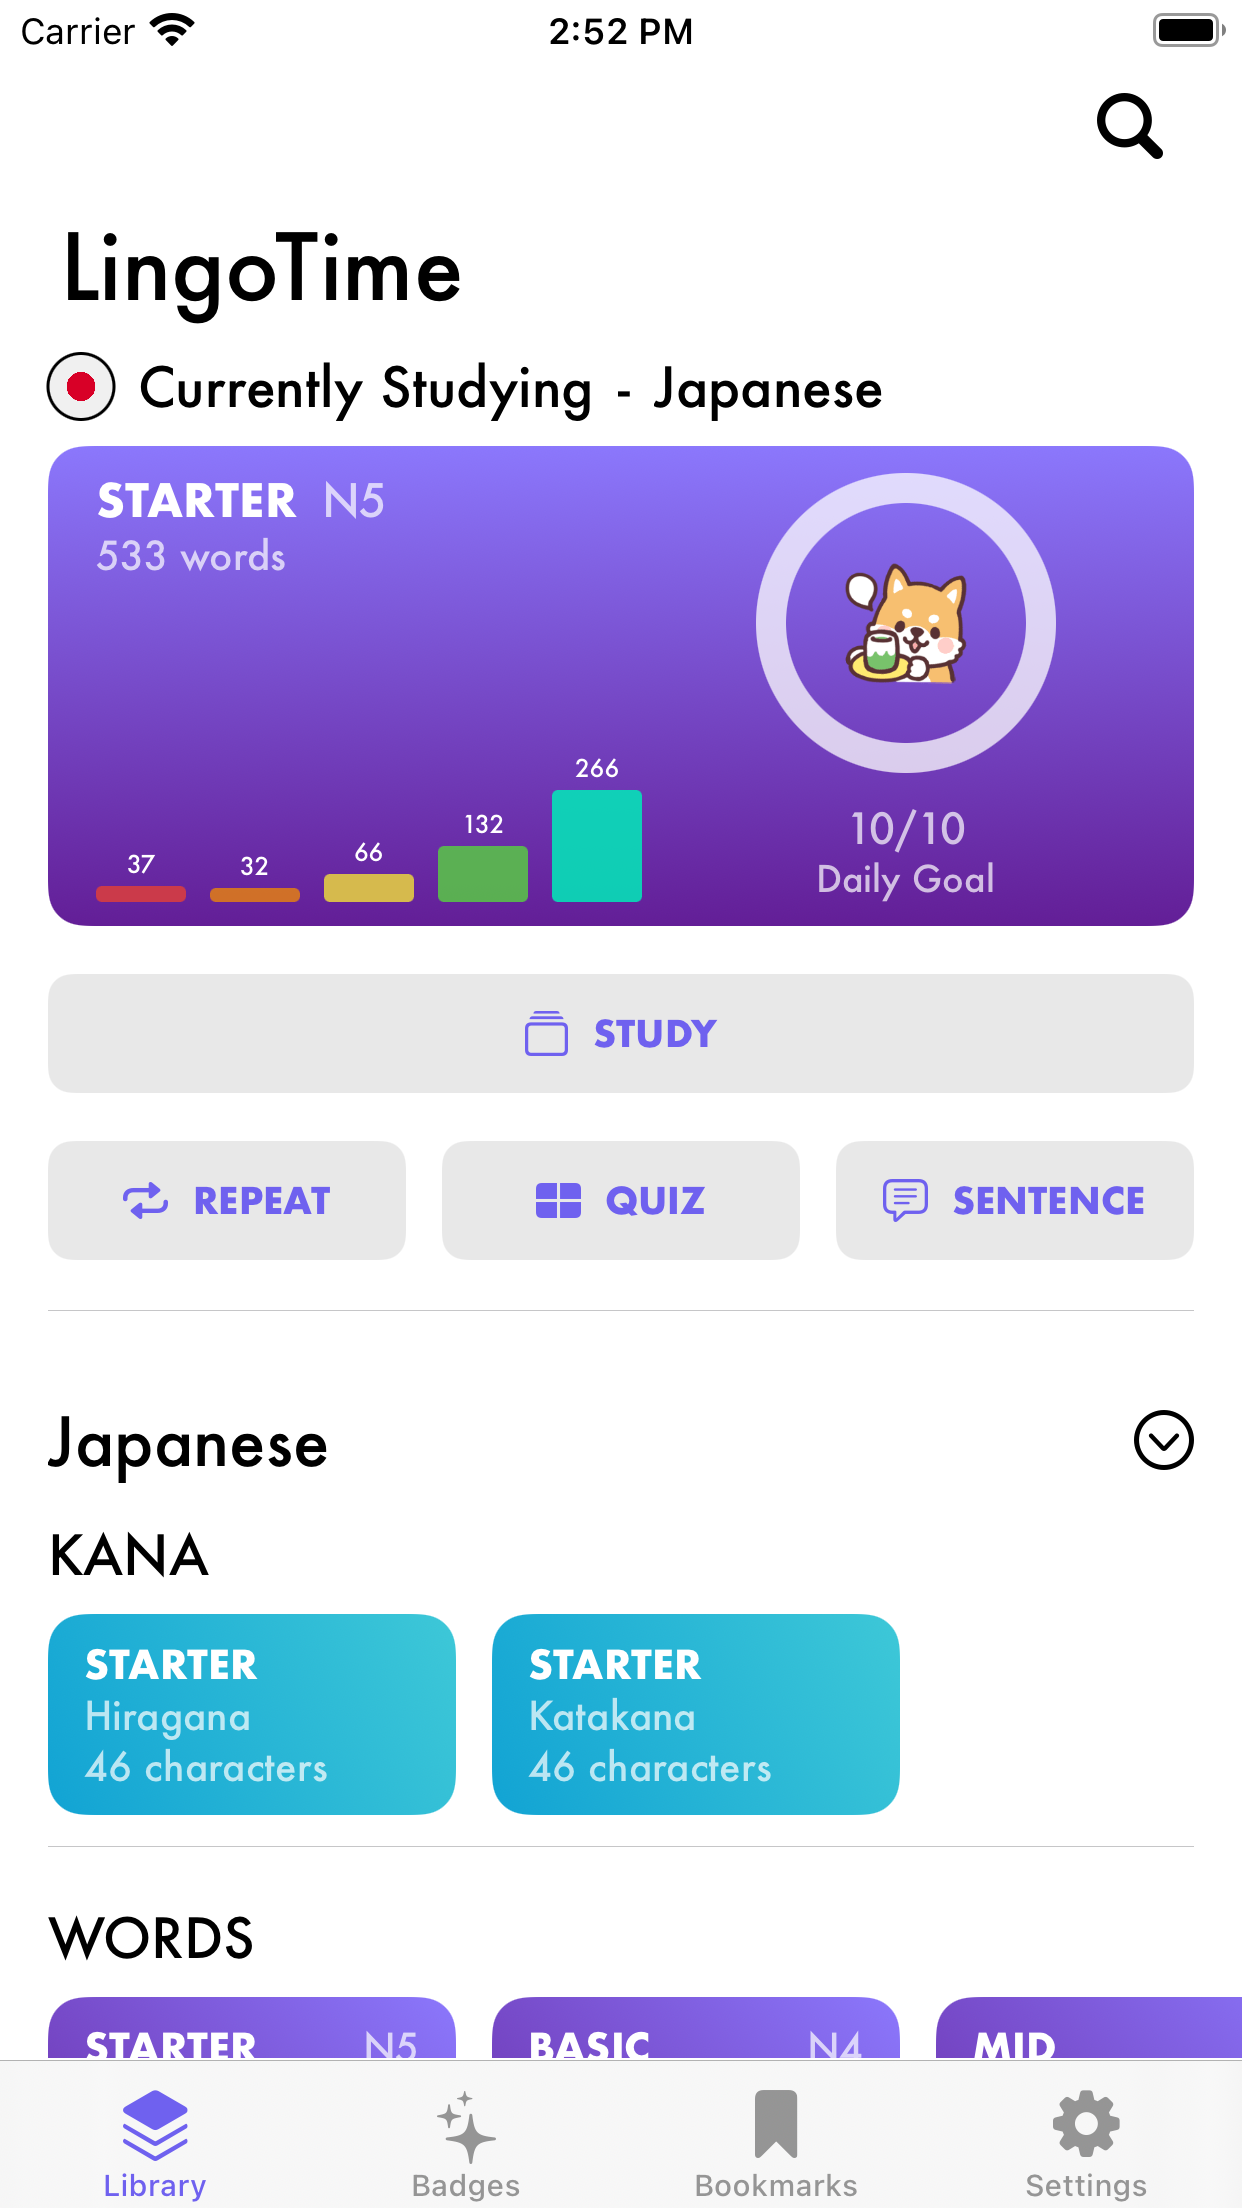 Carrier 2:52 PM
LingoTime
Currently Studying - Japanese
STARTER N5
533 words
37 32 66 132 266
10/10
Daily Goal
STUDY
REPEAT QUIZ SENTENCE
Japanese
KANA
STARTER
Hiragana
46 characters
STARTER
Katakana
46 characters
WORDS
STARTER N5 BASIC N4 MID
Library Badges Bookmarks Settings